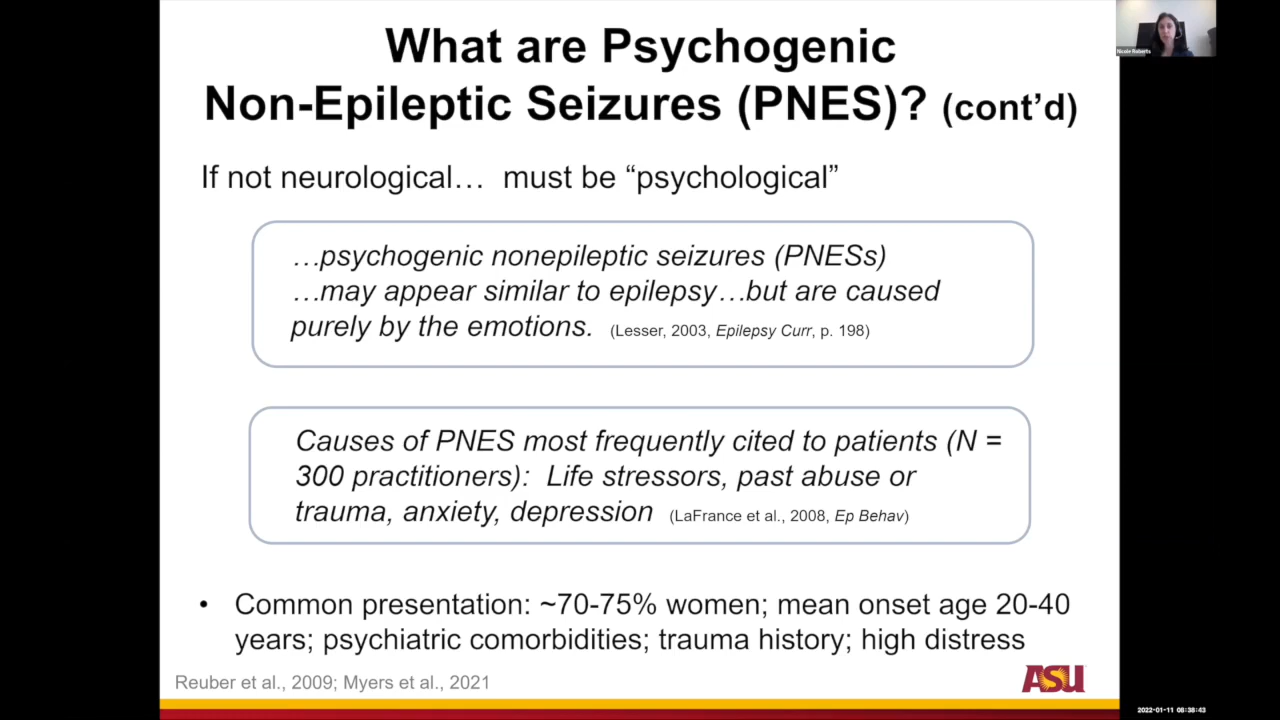 What are Psychogenic
Non-Epileptic Seizures (PNES)? (cont’d)
If not neurological… must be “psychological”
…psychogenic nonepileptic seizures (PNESs)
…may appear similar to epilepsy…but are caused
purely by the emotions. (Lesser, 2003, Epilepsy Curr, p. 198)
Causes of PNES most frequently cited to patients (N =
300 practitioners): Life stressors, past abuse or
trauma, anxiety, depression (LaFrance et al., 2008, Ep Behav)
• Common presentation: ~70-75% women; mean onset age 20-40
years; psychiatric comorbidities; trauma history; high distress
Reuber et al., 2009; Myers et al., 2021
ASU
Nicole Roberts
2022-01-11 08:38:43